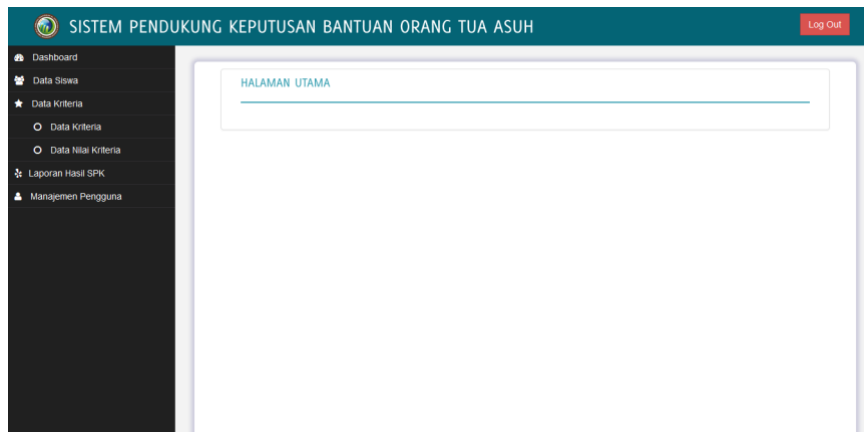 SISTEM PENDUKUNG KEPUTUSAN BANTUAN ORANG TUA ASUH
Log Out
Dashboard
Data Siswa
Data Kriteria
Data Kriteria
Data Nilai Kriteria
Laporan Hasil SPK
Manajemen Pengguna
HALAMAN UTAMA